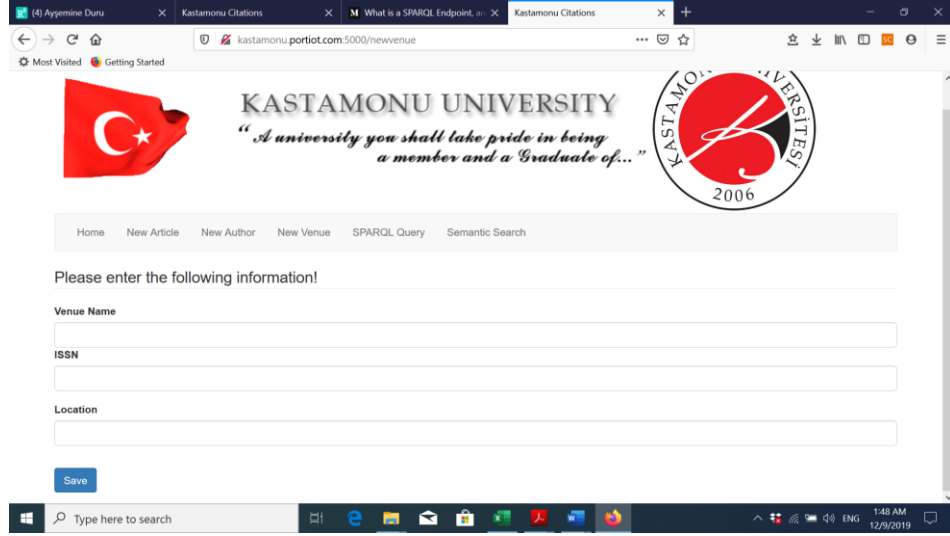 (4) Ayşemine Duru
Kastamonu Citations
What is a SPARQL Endpoint, an
Kastamonu Citations
kastamonu.portiot.com:5000/newvenue
Most Visited Getting Started
KASTAMONU UNIVERSITY
“A university you shall take pride in being
a member and a Graduate of...”
KASTAMONU ÜNİVERSİTESİ
2006
Home New Article New Author New Venue SPARQL Query Semantic Search
Please enter the following information!
Venue Name
ISSN
Location
Save
Type here to search
ENG
1:48 AM
12/9/2019